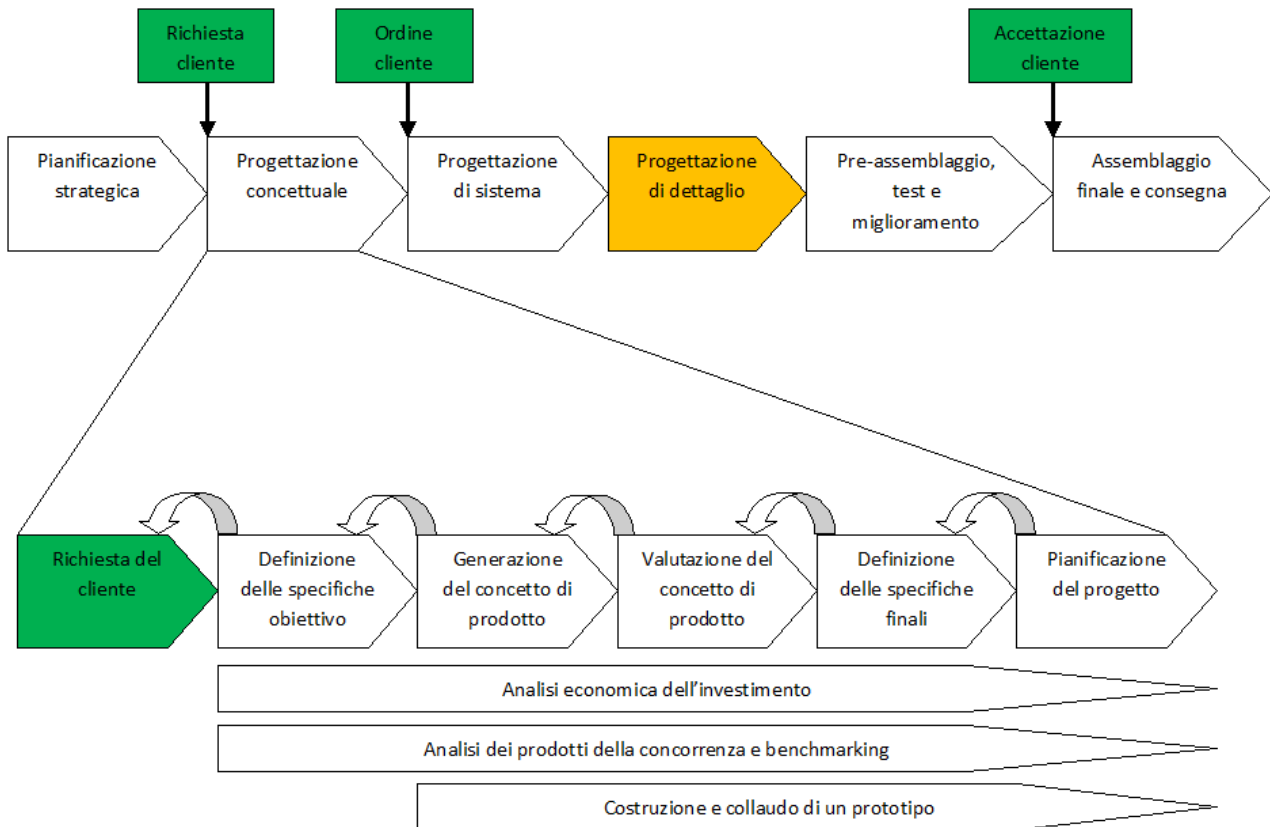 Richiesta
cliente
Ordine
cliente
Accettazione
cliente
Pianificazione
strategica
Progettazione
concettuale
Progettazione
di sistema
Progettazione
di dettaglio
Pre-assemblaggio,
test e
miglioramento
Assemblaggio
finale e consegna
Richiesta del
cliente
Definizione
delle specifiche
obiettivo
Generazione
del concetto di
prodotto
Valutazione del
concetto di
prodotto
Definizione
delle specifiche
finali
Pianificazione
del progetto
Analisi economica dell'investimento
Analisi dei prodotti della concorrenza e benchmarking
Costruzione e collaudo di un prototipo